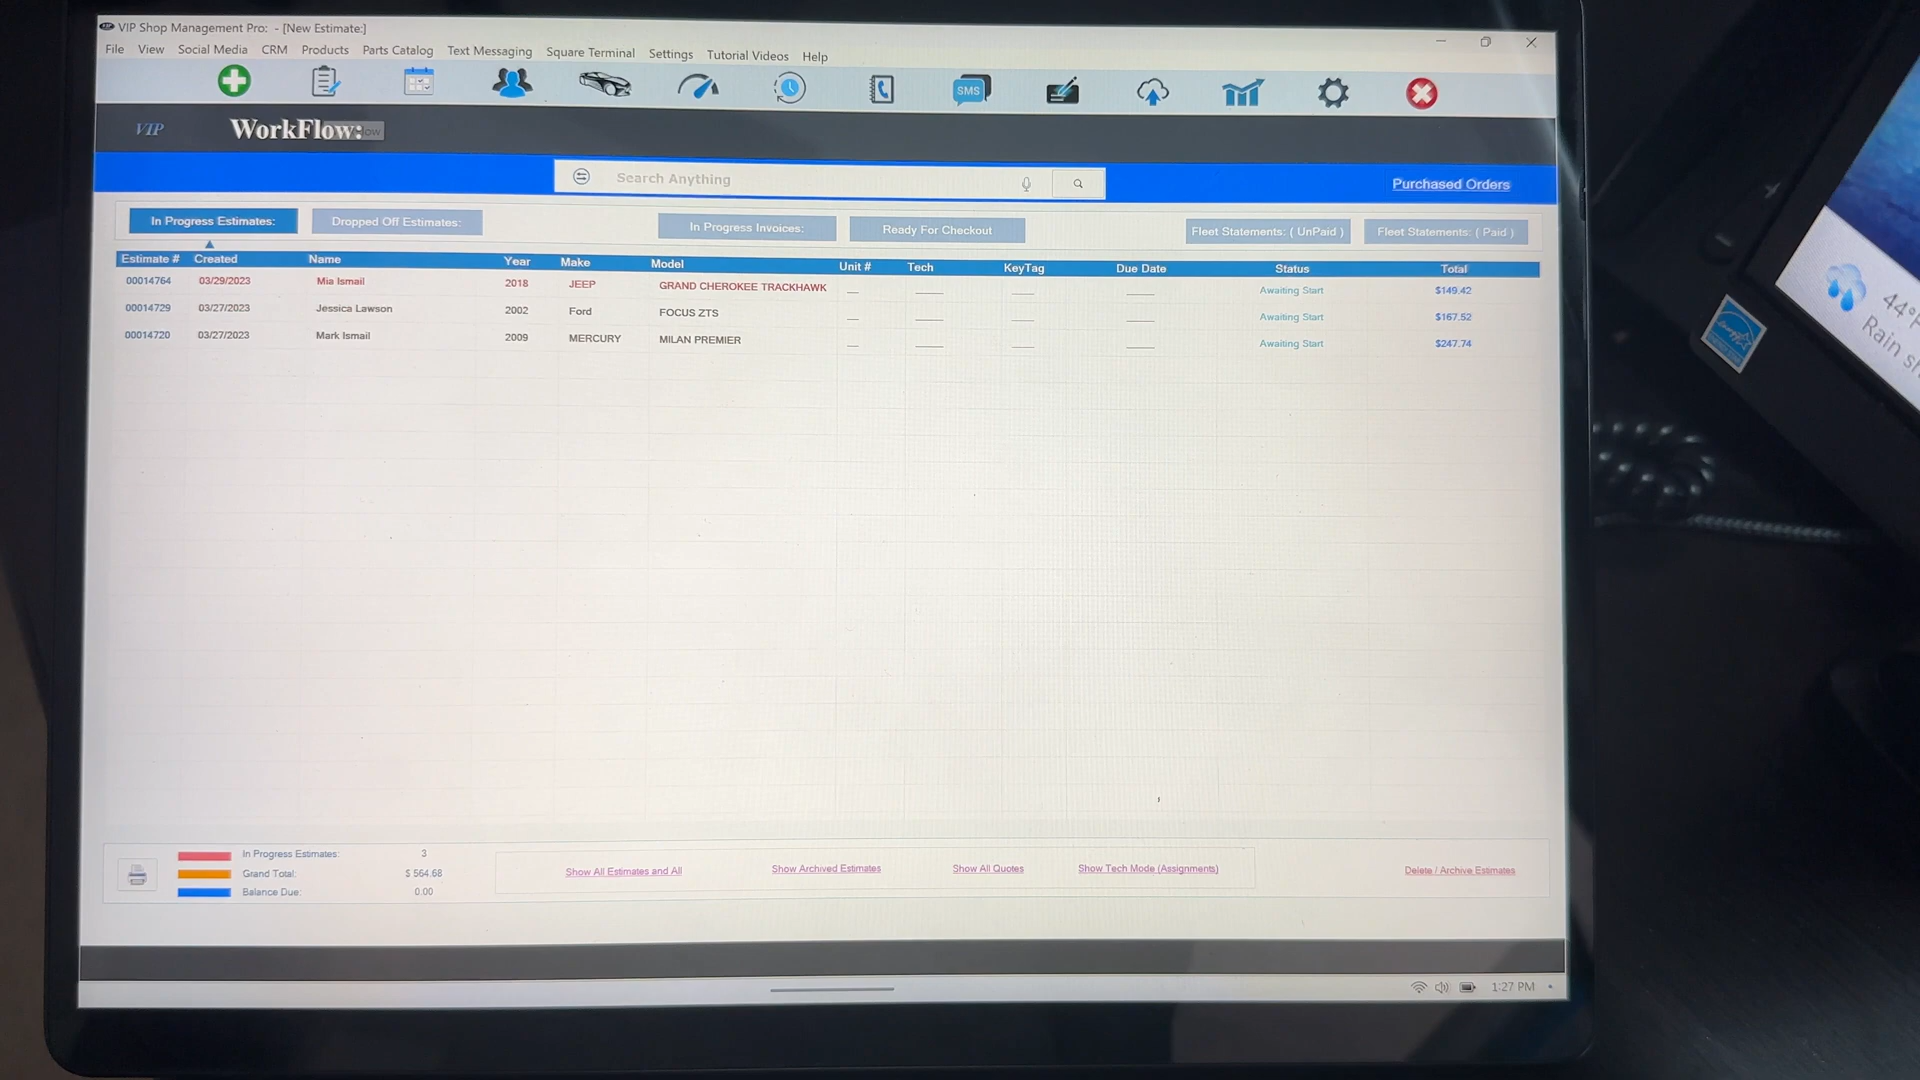 VIP Shop Management Pro: - [New Estimate:]
File View Social Media CRM Products Parts Catalog Text Messaging Square Terminal Settings Tutorial Videos Help
SMS
VIP WorkFlow:
Search Anything
Purchased Orders
In Progress Estimates: Dropped Off Estimates: In Progress Invoices: Ready For Checkout Fleet Statements: ( UnPaid ) Fleet Statements: ( Paid )
Estimate # Created Name Year Make Model Unit # Tech KeyTag Due Date Status Total
00014764 03/29/2023 Mia Ismail 2018 JEEP GRAND CHEROKEE TRACKHAWK Awaiting Start $149.42
00014729 03/27/2023 Jessica Lawson 2002 Ford FOCUS ZTS Awaiting Start $167.52
00014720 03/27/2023 Mark Ismail 2009 MERCURY MILAN PREMIER Awaiting Start $247.74
In Progress Estimates: 3
Grand Total: $ 564.68
Balance Due: 0.00
Show All Estimates and All Show Archived Estimates Show All Quotes Show Tech Mode (Assignments) Delete / Archive Estimates
1:27 PM
44°F
Rain